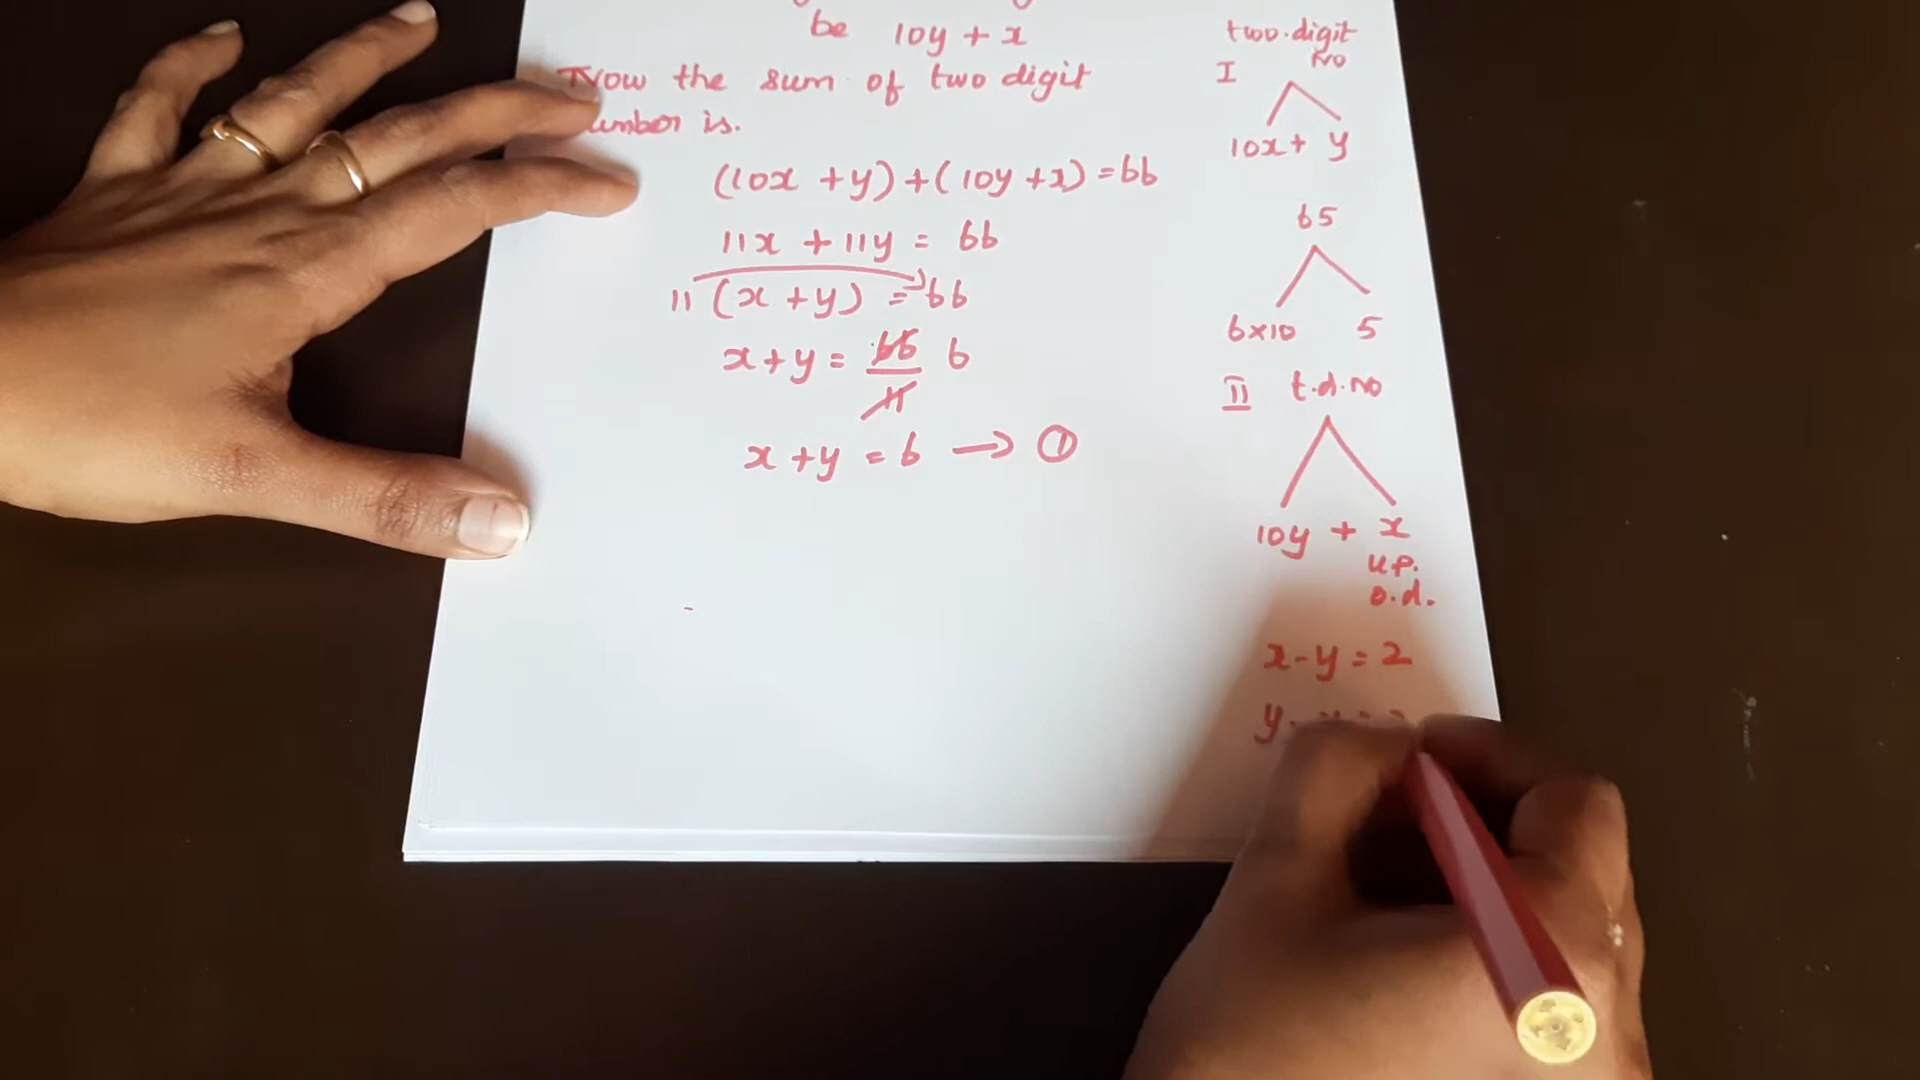 be 10y + x
Now the sum of two digit
number is.
(10x + y) + (10y + x) = 66
11x + 11y = 66
11 (x + y) = 66
x + y = 66 6
11
x + y = 6 → ①
two.digit
No
I
10x + y
65
6×10 5
II t.d.No
10y + x
u.p.
o.d.
x - y = 2
y -